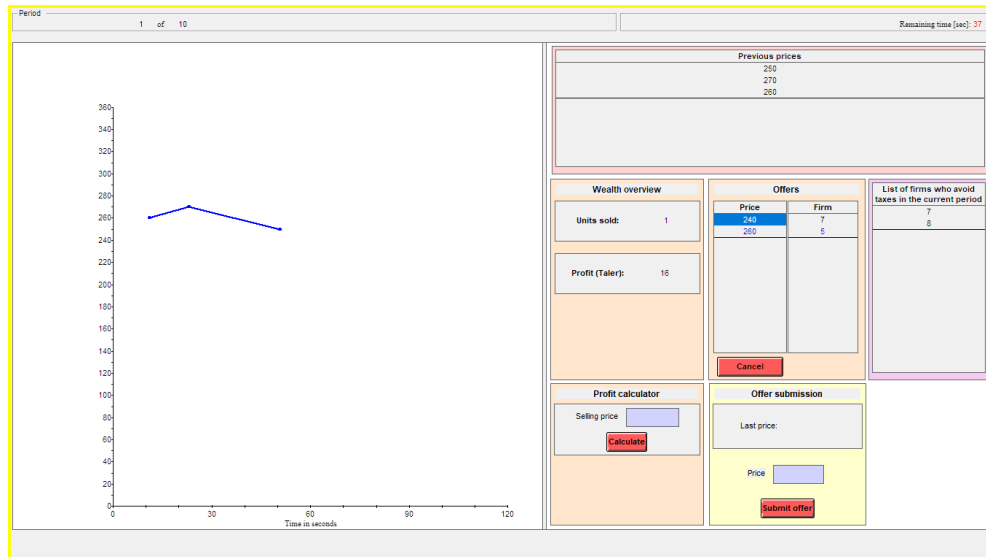 Period
1 of 10
Remaining time [sec]: 37
Previous prices
250
270
260
360
340
320
300
280
260
240
220
200
180
160
140
120
100
80
60
40
20
0
0 30 60 90 120
Time in seconds
Wealth overview
Units sold: 1
Profit (Taler): 16
Offers
Price Firm
240 7
260 5
Cancel
List of firms who avoid
taxes in the current period
7
6
Profit calculator
Selling price
Calculate
Offer submission
Last price:
Price
Submit offer